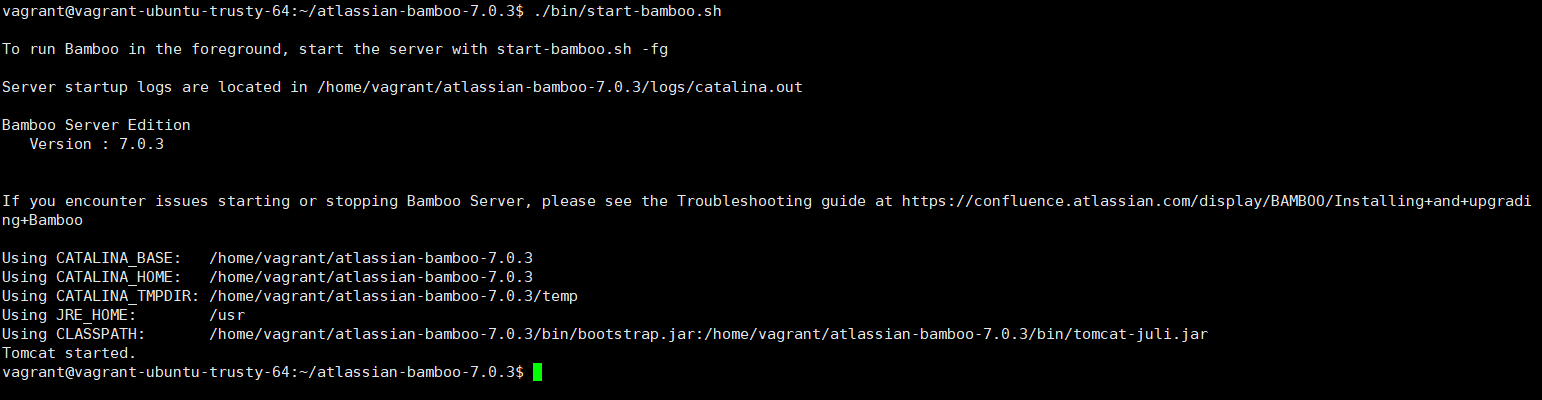 vagrant@vagrant-ubuntu-trusty-64:~/atlassian-bamboo-7.0.3$ ./bin/start-bamboo.sh
To run Bamboo in the foreground, start the server with start-bamboo.sh -fg
Server startup logs are located in /home/vagrant/atlassian-bamboo-7.0.3/logs/catalina.out
Bamboo Server Edition
   Version : 7.0.3
If you encounter issues starting or stopping Bamboo Server, please see the Troubleshooting guide at https://confluence.atlassian.com/display/BAMBOO/Installing+and+upgradi
ng+Bamboo
Using CATALINA_BASE:   /home/vagrant/atlassian-bamboo-7.0.3
Using CATALINA_HOME:   /home/vagrant/atlassian-bamboo-7.0.3
Using CATALINA_TMPDIR: /home/vagrant/atlassian-bamboo-7.0.3/temp
Using JRE_HOME:        /usr
Using CLASSPATH:       /home/vagrant/atlassian-bamboo-7.0.3/bin/bootstrap.jar:/home/vagrant/atlassian-bamboo-7.0.3/bin/tomcat-juli.jar
Tomcat started.
vagrant@vagrant-ubuntu-trusty-64:~/atlassian-bamboo-7.0.3$